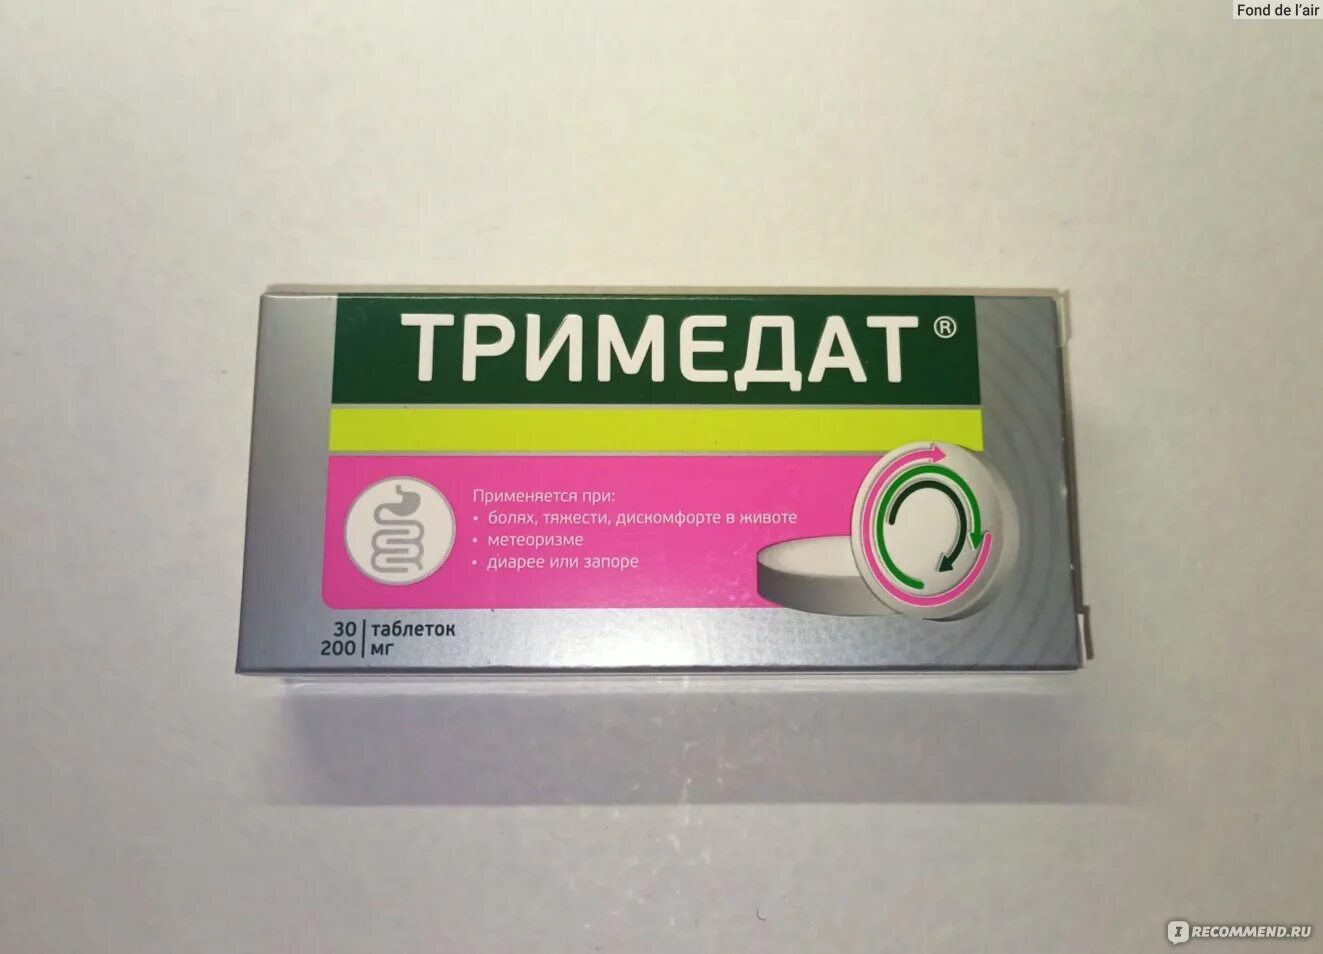 Fond de l'air
ТРИМЕДАТ®
Применяется при:
• болях, тяжести, дискомфорте в животе
• метеоризме
• диарее или запоре
30 таблеток
200 мг
IRECOMMEND.RU